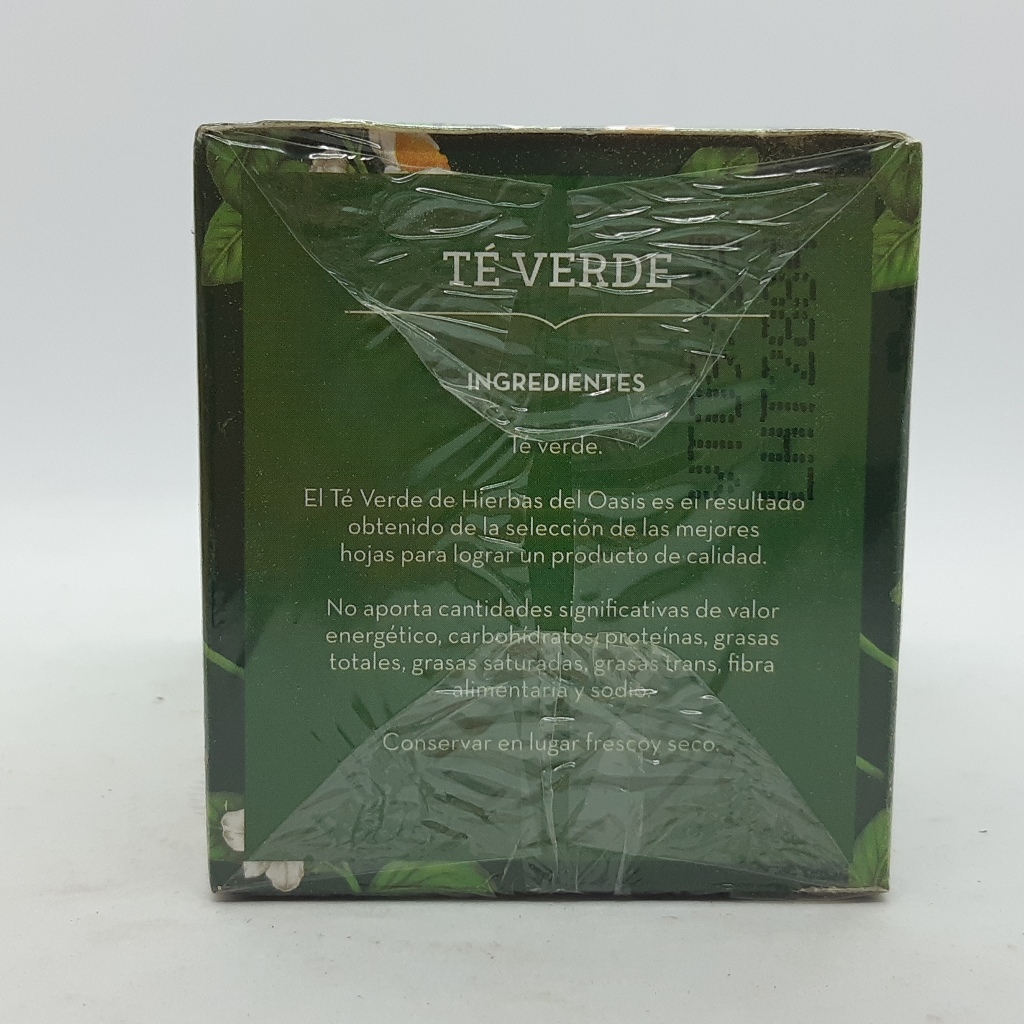 TÉ VERDE
INGREDIENTES
Té verde.
El Té Verde de Hierbas del Oasis es el resultado
obtenido de la selección de las mejores
hojas para lograr un producto de calidad.
No aporta cantidades significativas de valor
energético, carbohidratos, proteínas, grasas
totales, grasas saturadas, grasas trans, fibra
alimentaria y sodio.
Conservar en lugar fresco y seco.